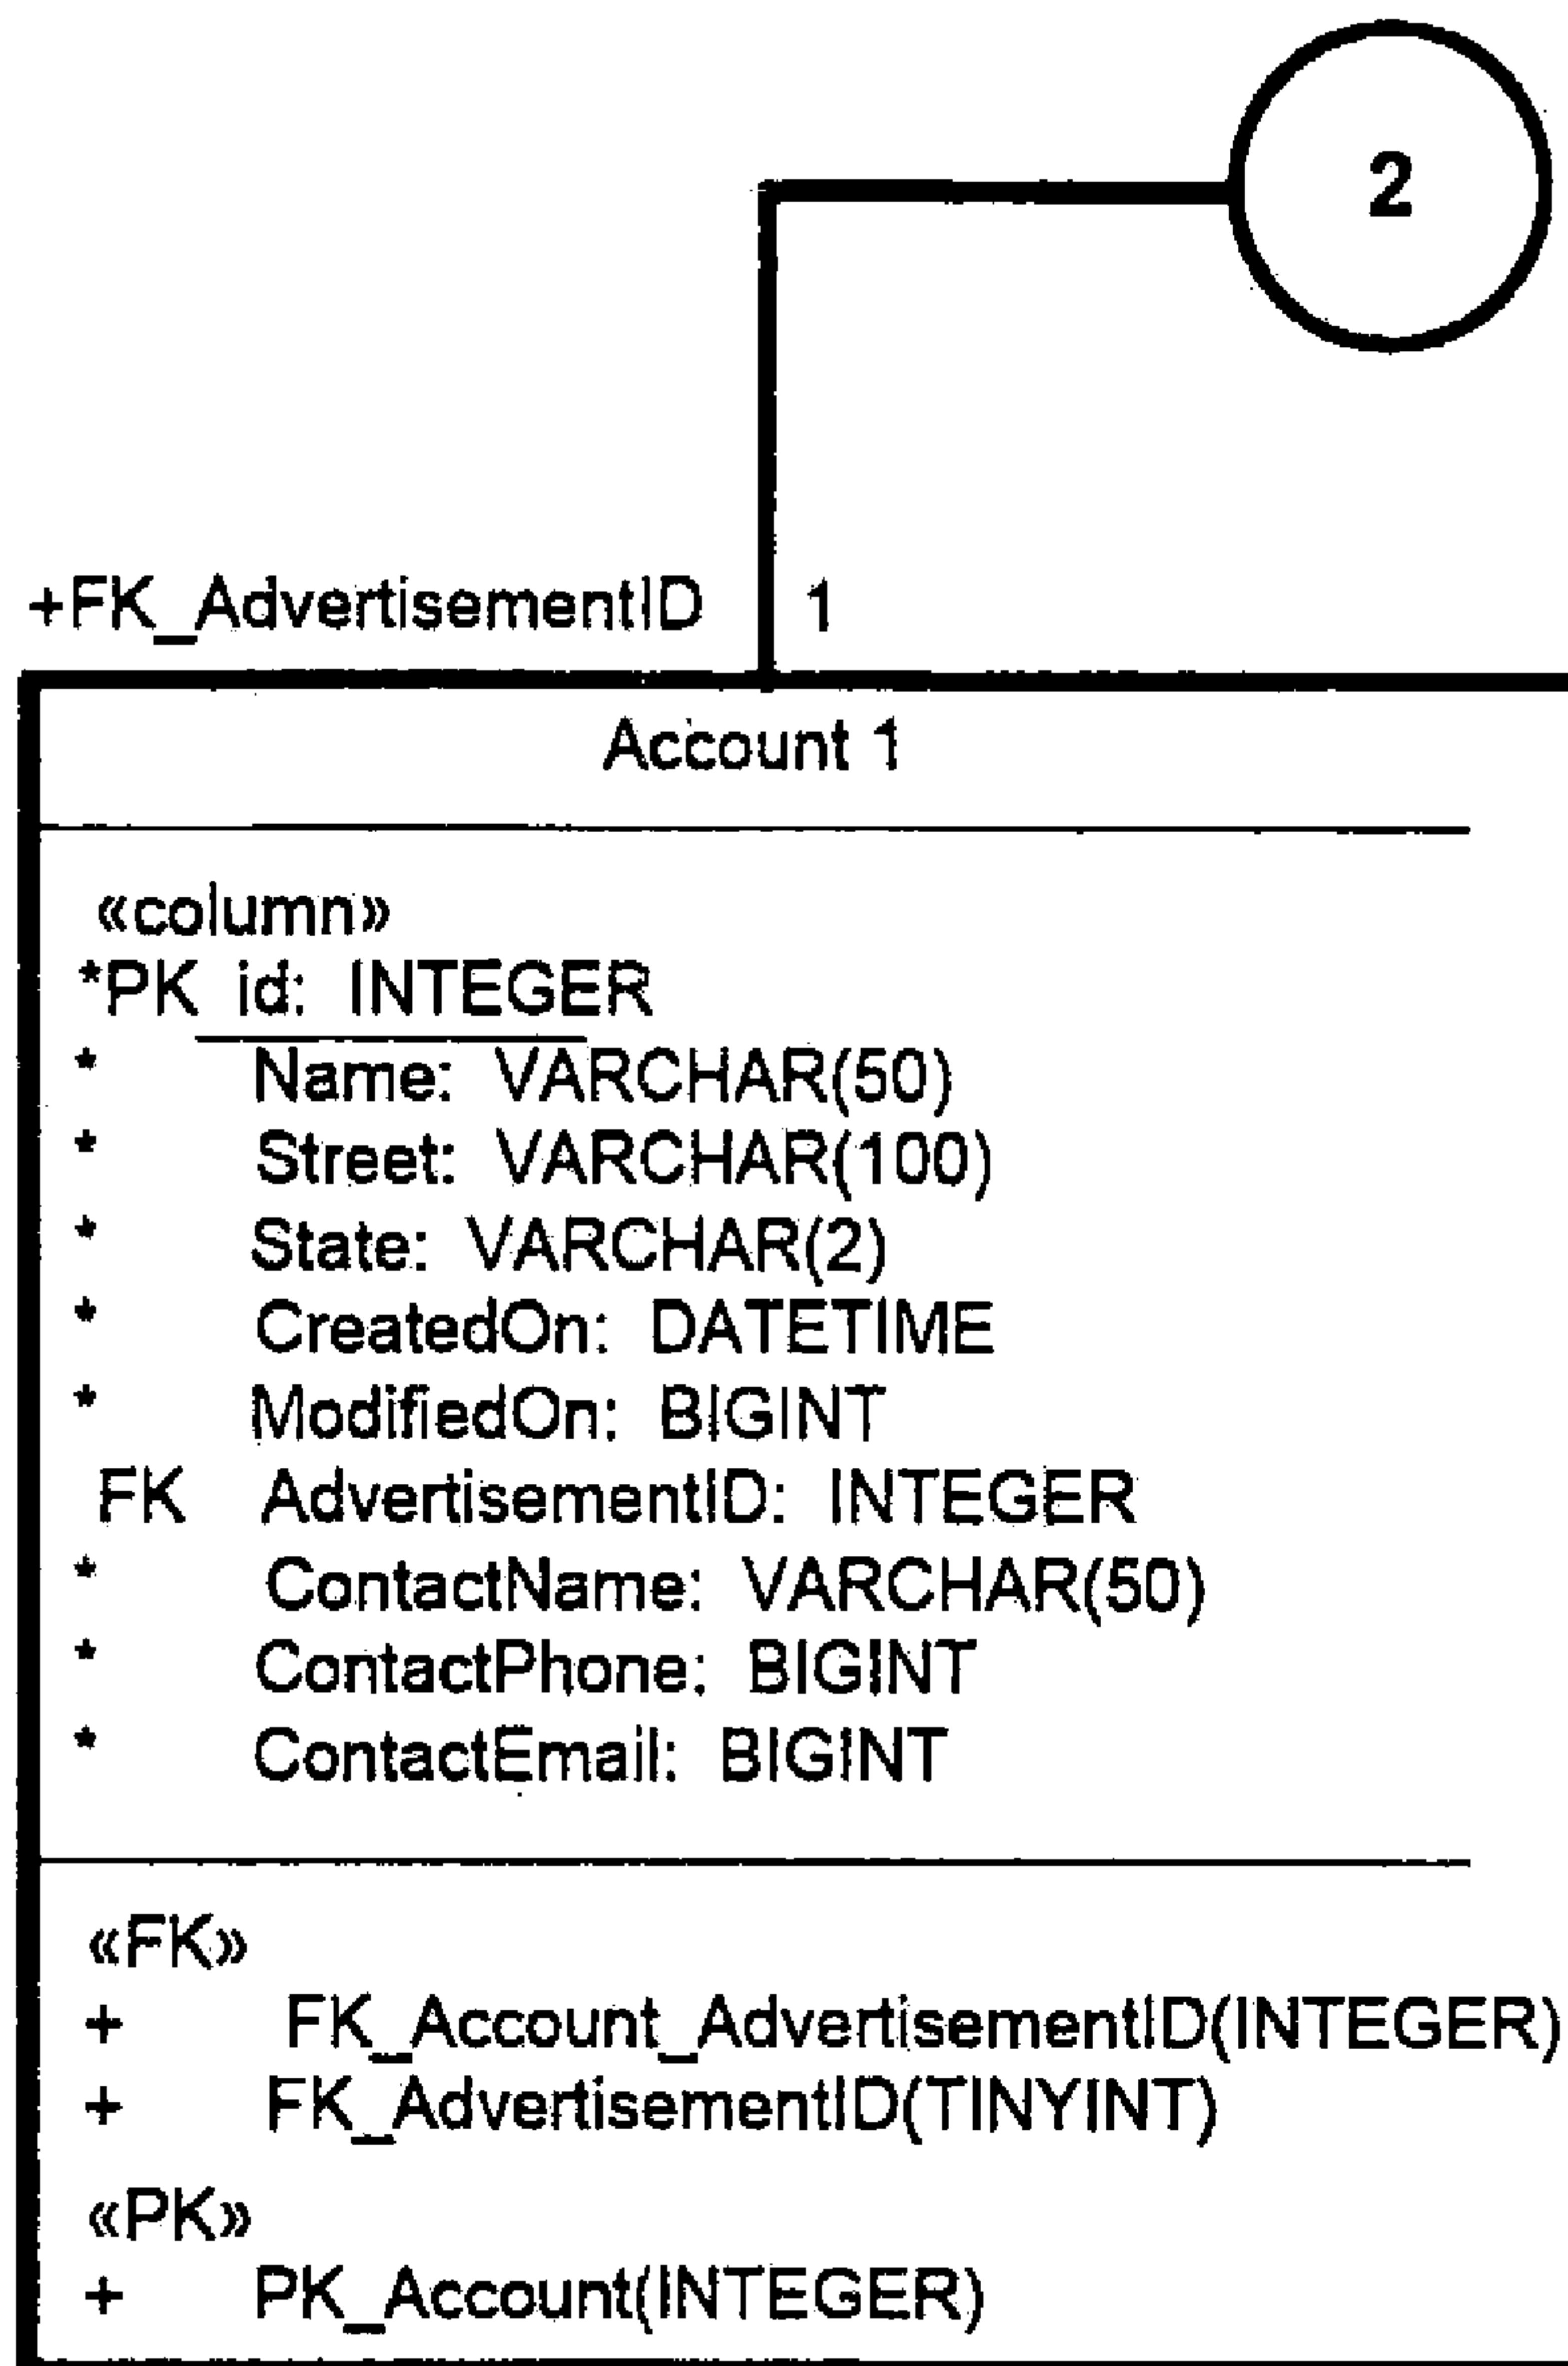 2
+FK_AdvertisementID 1
Account 1
«column»
*PK id: INTEGER
* Name: VARCHAR(50)
* Street: VARCHAR(100)
* State: VARCHAR(2)
* CreatedOn: DATETIME
* ModifiedOn: BIGINT
FK AdvertisementID: INTEGER
* ContactName: VARCHAR(50)
* ContactPhone: BIGINT
* ContactEmail: BIGINT
«FK»
+ FK_Account_AdvertisementID(INTEGER)
+ FK_AdvertisementID(TINYINT)
«PK»
+ PK_Account(INTEGER)